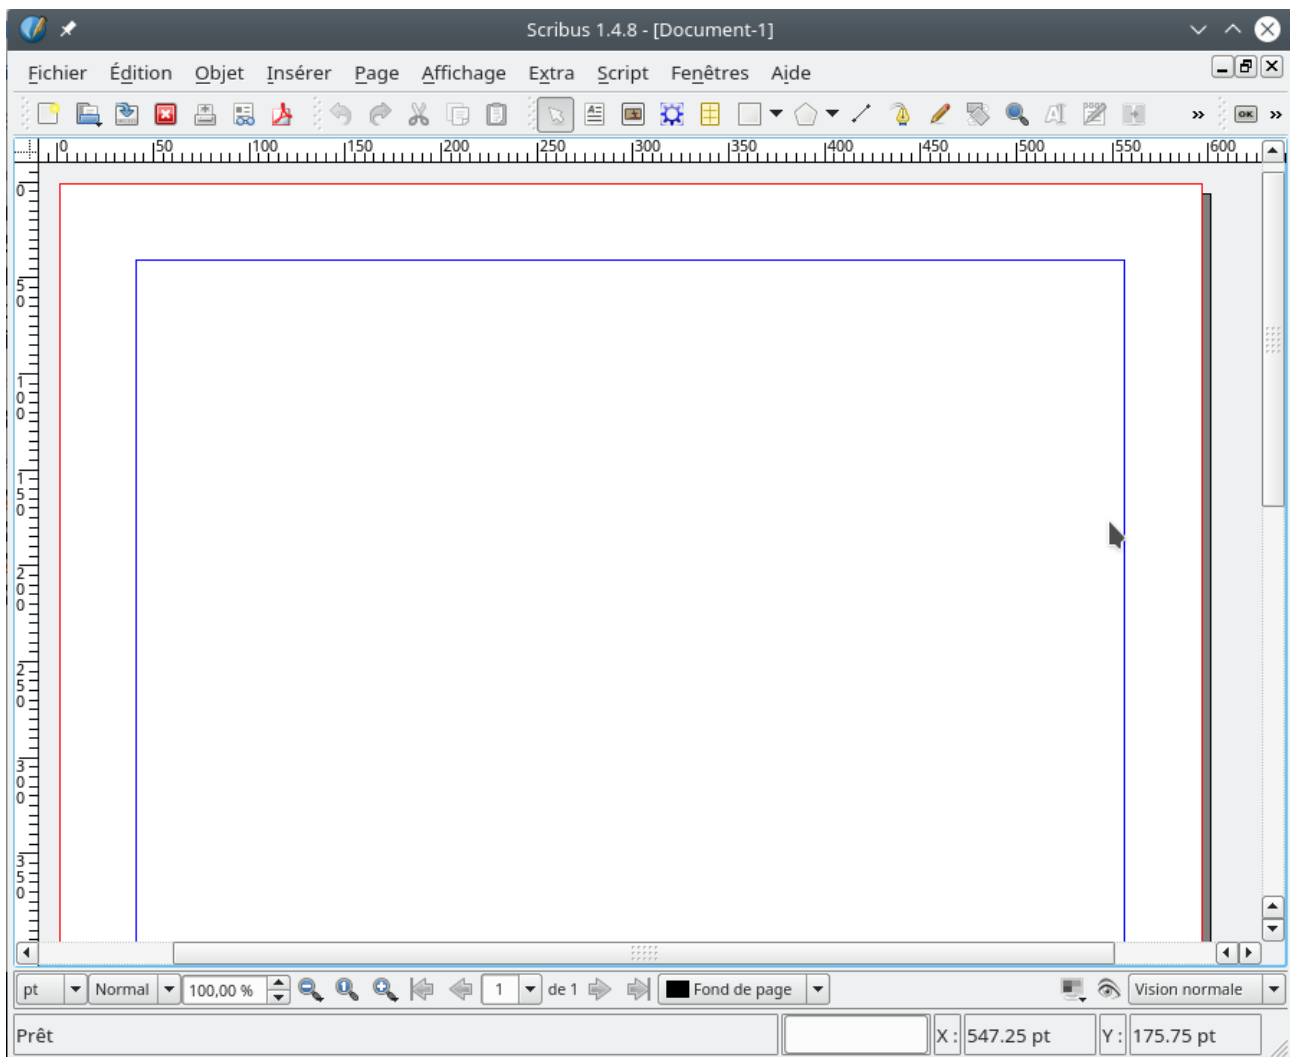 Scribus 1.4.8 - [Document-1]
Fichier Édition Objet Insérer Page Affichage Extra Script Fenêtres Aide
OK
0 50 100 150 200 250 300 350 400 450 500 550 600
0
50
100
150
200
250
300
350
pt Normal 100,00 % 1 de 1 Fond de page Vision normale
Prêt X : 547.25 pt Y : 175.75 pt